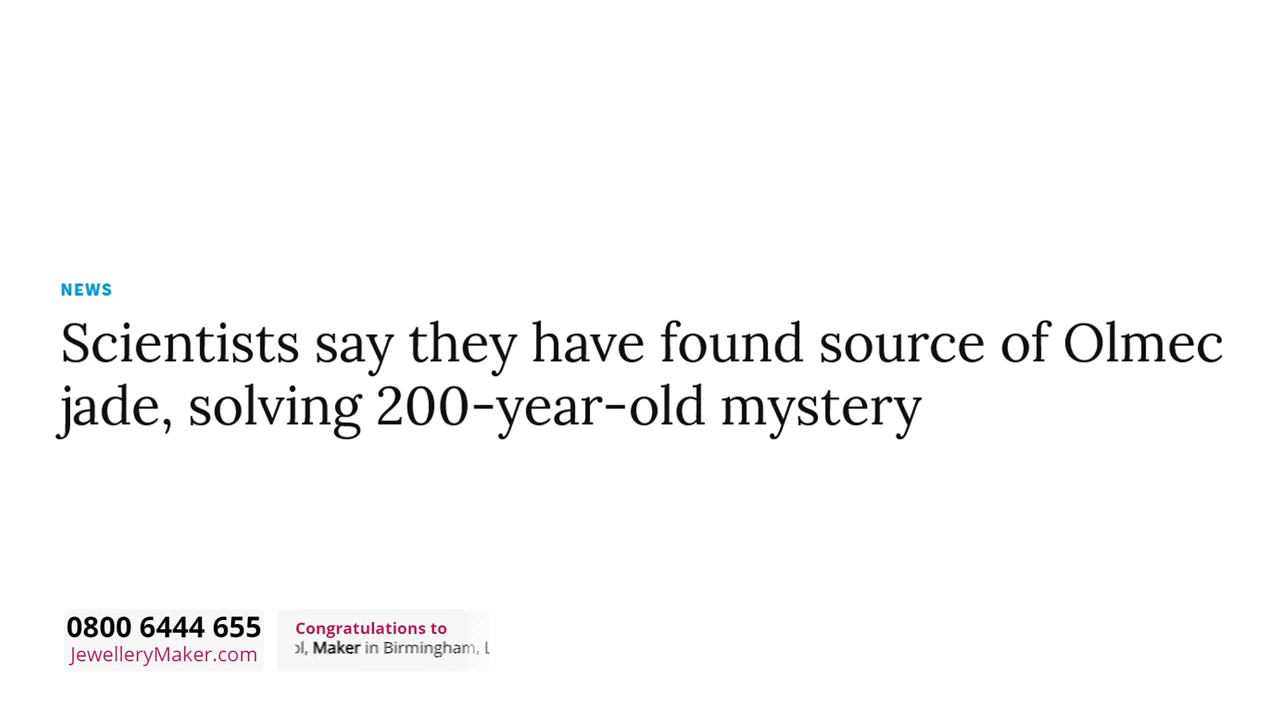 NEWS
Scientists say they have found source of Olmec
jade, solving 200-year-old mystery
0800 6444 655
JewelleryMaker.com
Congratulations to
Maker in Birmingham,